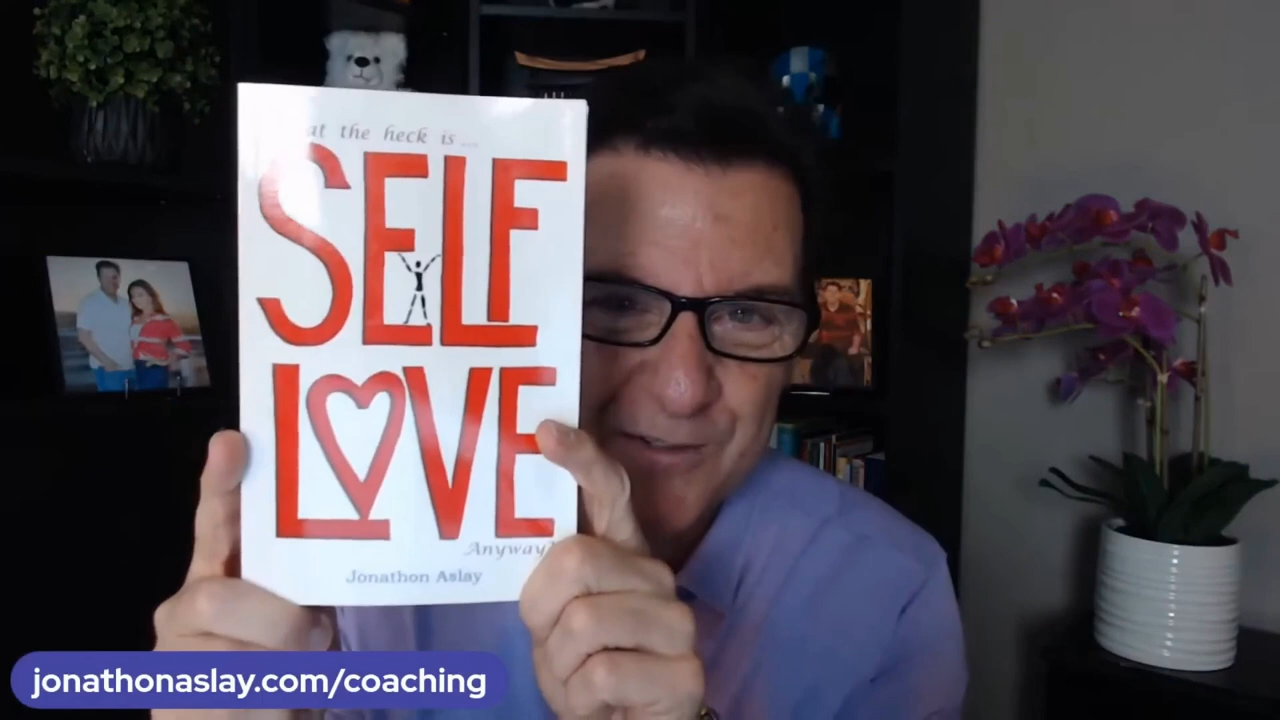 at the heck is...
SELF
LOVE
Anyway?
Jonathon Aslay
jonathonaslay.com/coaching